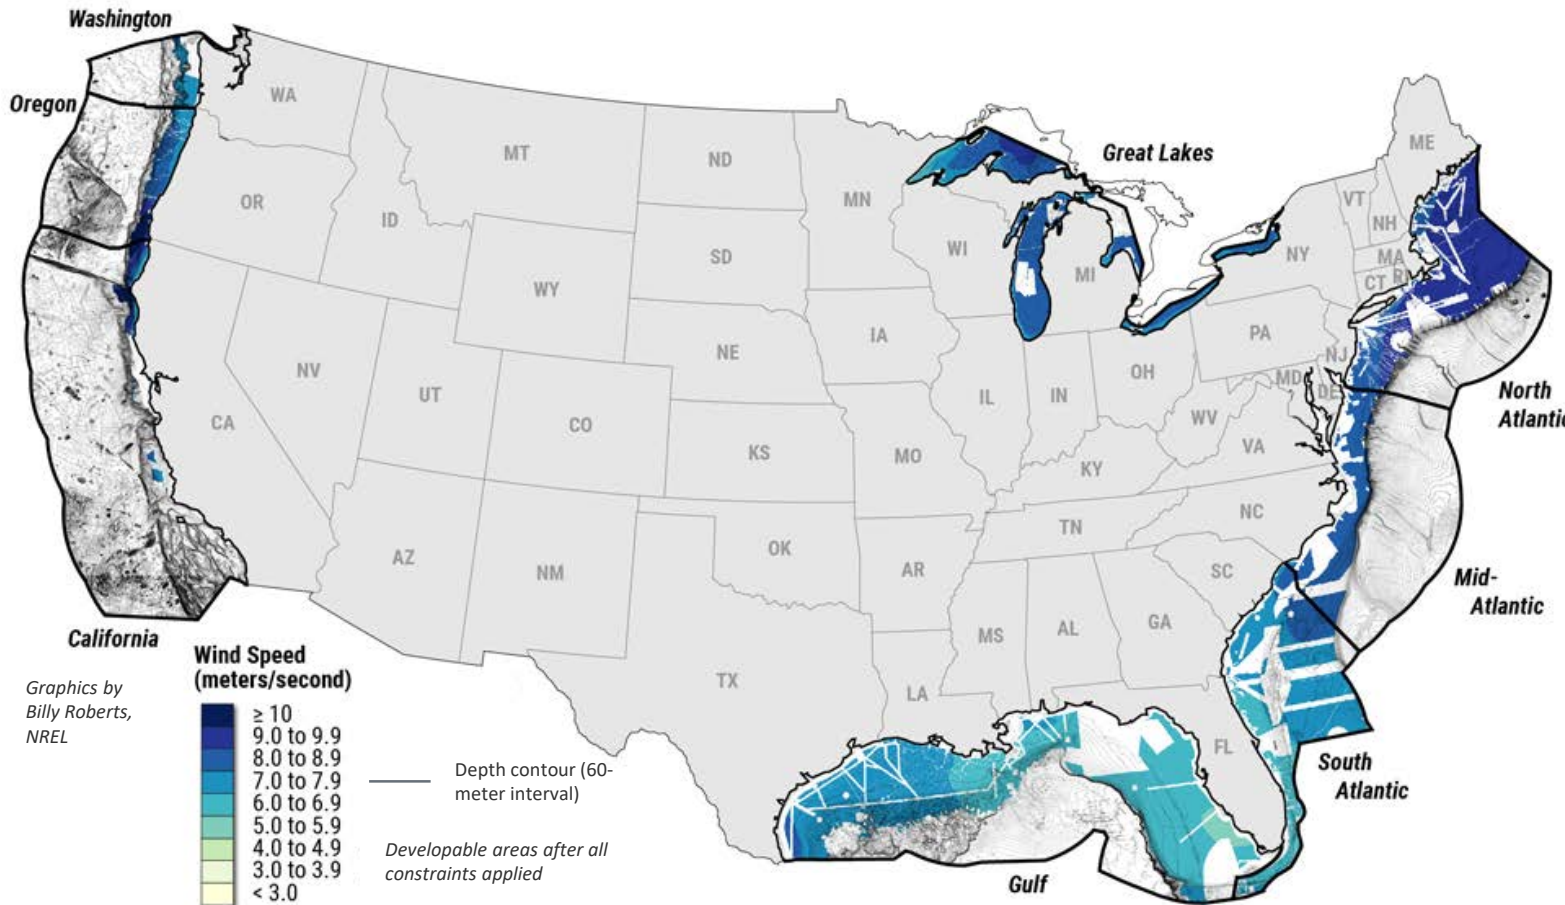 Washington
Oregon
WA
MT
ND
MN
Great Lakes
ME
VT
NH
OR
ID
SD
WI
MI
NY
MA
CT
RI
WY
IA
PA
NJ
NE
NV
UT
CO
IL
IN
OH
MD
DE
WV
VA
North
Atlantic
CA
KS
MO
KY
AZ
NM
OK
AR
TN
NC
SC
Mid-
Atlantic
MS
AL
GA
TX
LA
FL
South
Atlantic
Gulf
California
Graphics by
Billy Roberts,
NREL
Wind Speed
(meters/second)
≥ 10
9.0 to 9.9
8.0 to 8.9
7.0 to 7.9
6.0 to 6.9
5.0 to 5.9
4.0 to 4.9
3.0 to 3.9
< 3.0
Depth contour (60-
meter interval)
Developable areas after all
constraints applied